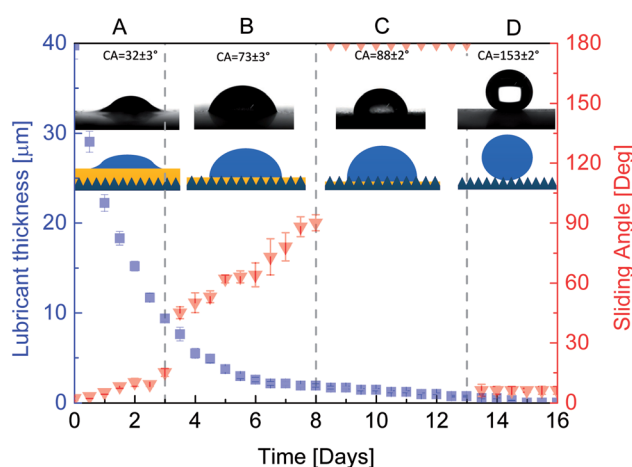 A B C D
CA=32±3° CA=73±3° CA=88±2° CA=153±2°
40
30
20
10
0
Lubricant thickness [µm]
180
150
120
90
60
30
0
Sliding Angle [Deg]
0 2 4 6 8 10 12 14 16
Time [Days]